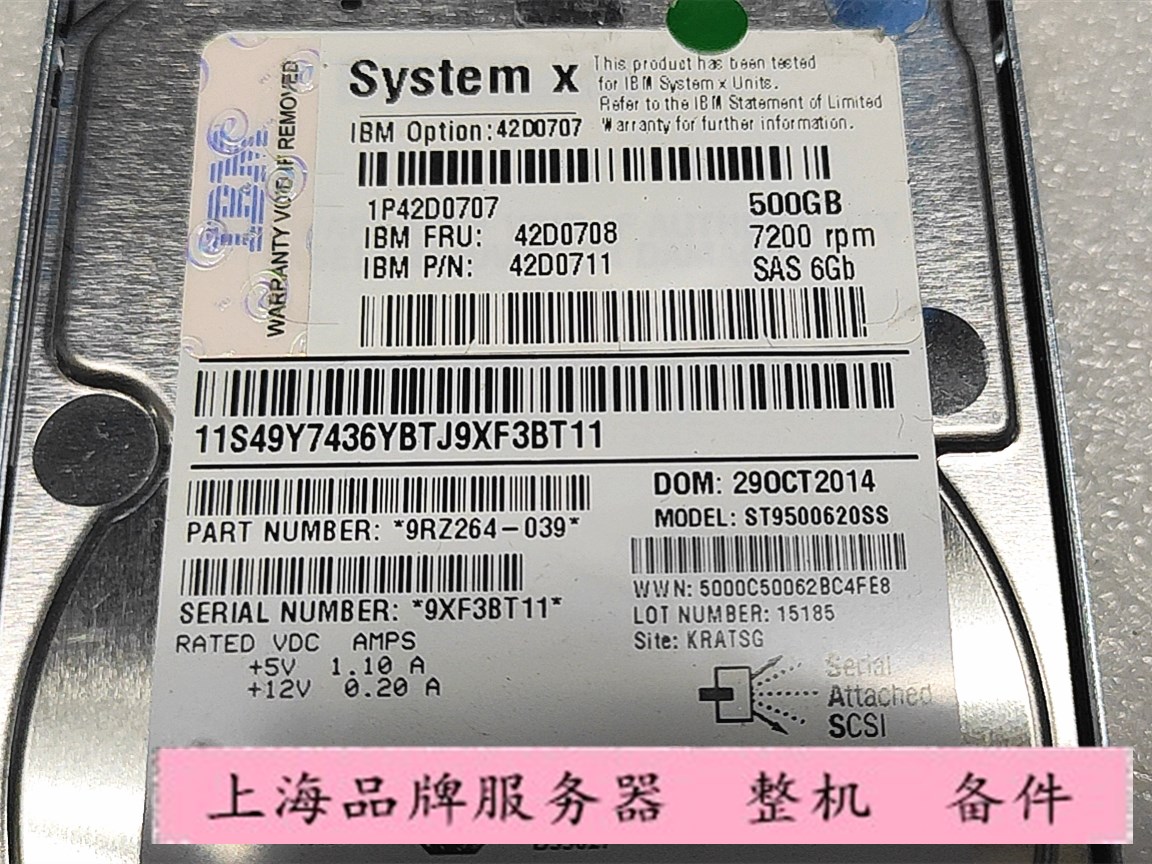 System x
This product has been tested
for IBM System x Units.
Refer to the IBM Statement of Limited
Warranty for further information.
IBM Option:42D0707
IBM
WARRANTY VOID IF REMOVED
1P42D0707
500GB
IBM FRU: 42D0708
7200 rpm
IBM P/N: 42D0711
SAS 6Gb
11S49Y7436YBTJ9XF3BT11
DOM: 29OCT2014
PART NUMBER: *9RZ264-039*
MODEL: ST9500620SS
WWN: 5000C50062BC4FE8
SERIAL NUMBER: *9XF3BT11*
LOT NUMBER: 15185
Site: KRATSG
RATED VDC AMPS
+5V 1.10 A
+12V 0.20 A
Serial
Attached
SCSI
上海品牌服务器 整机 备件